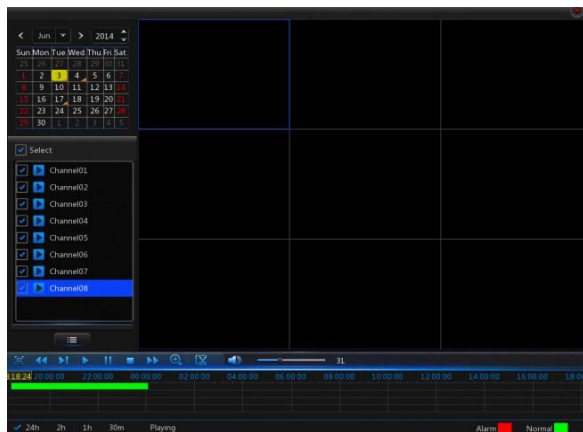 Jun. 2014
Sun. Mon. Tue. Wed. Thu. Fri. Sat.
25 26 27 28 29 30 31
1 2 3 4 5 6 7
8 9 10 11 12 13 14
15 16 17 18 19 20 21
22 23 24 25 26 27 28
29 30 1 2 3 4 5
Select
Channel01
Channel02
Channel03
Channel04
Channel05
Channel06
Channel07
Channel08
31
20:00:00 22:00:00 00:00:00 02:00:00 04:00:00 06:00:00 08:00:00 10:00:00 12:00:00 14:00:00 16:00:00
24h 2h 1h 30m Playing Alarm Normal